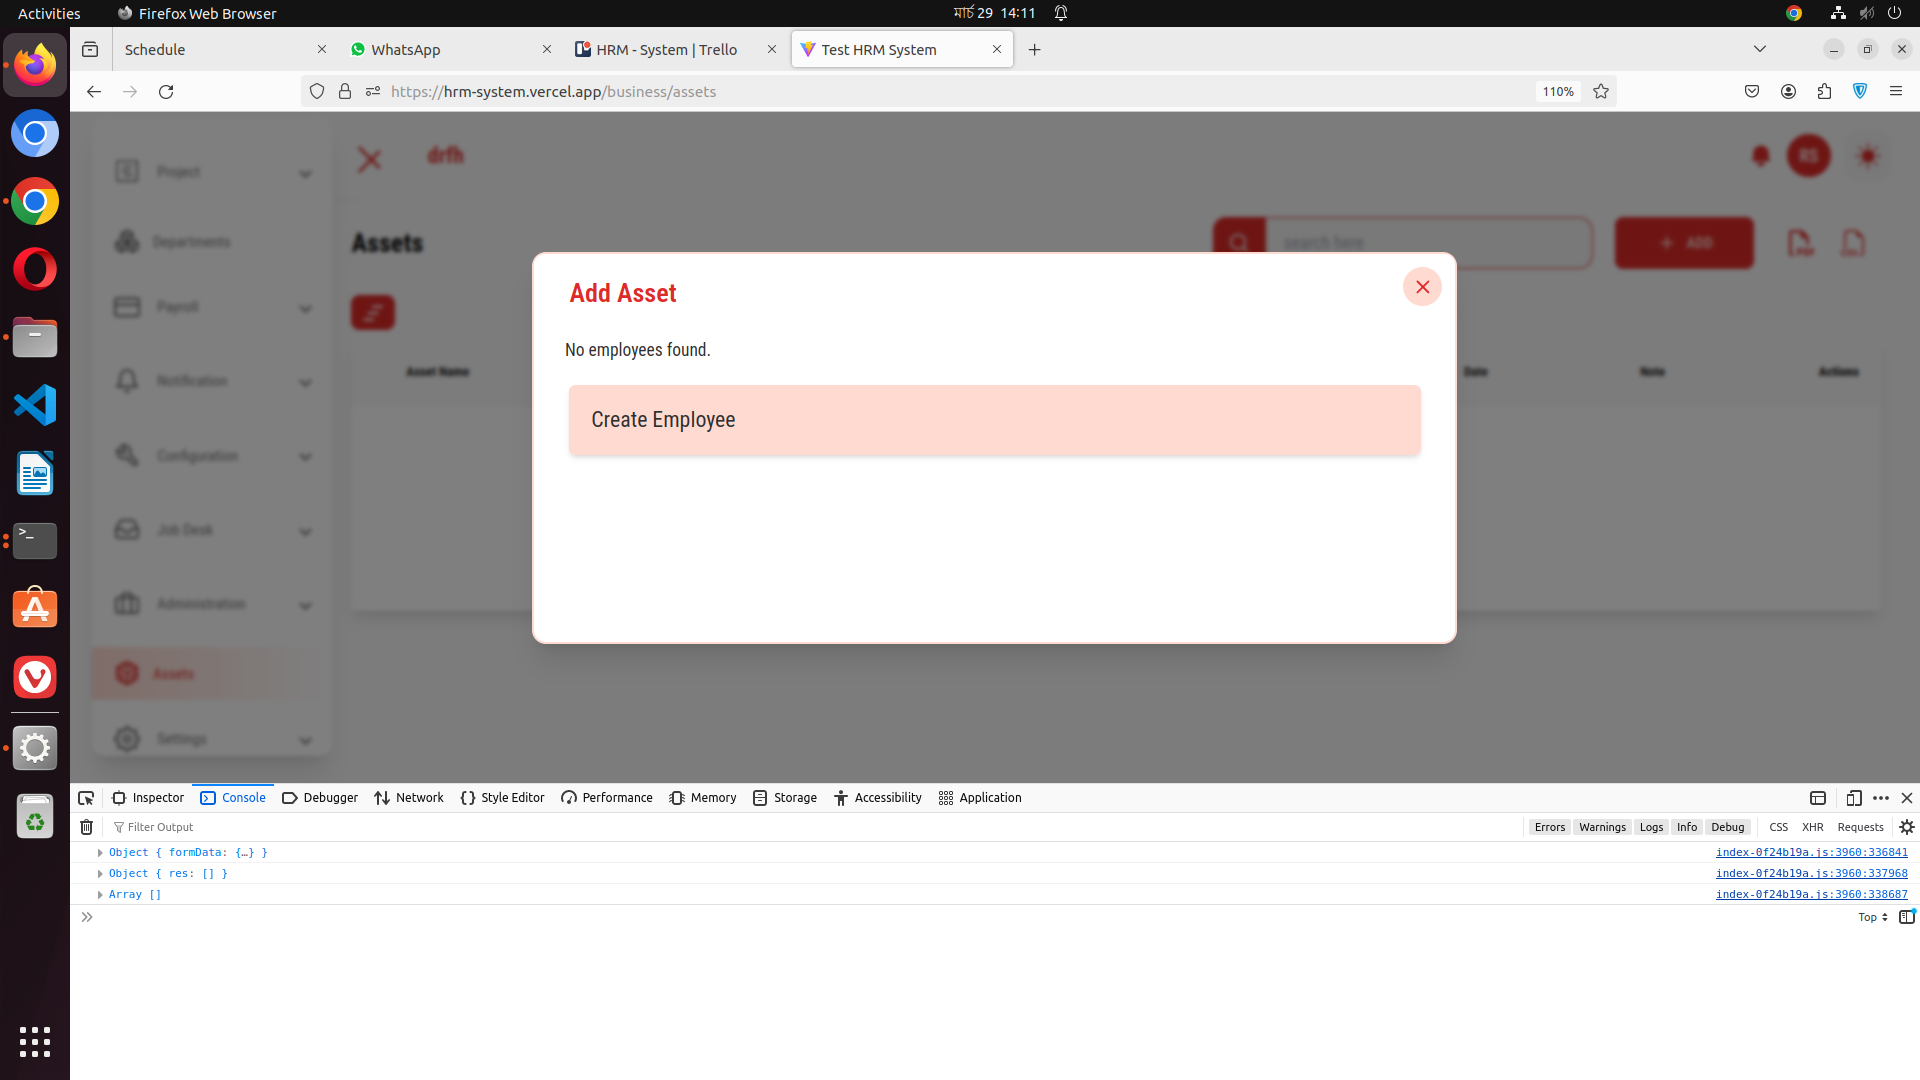 Activities
Firefox Web Browser
মার্চ 29 14:11
Schedule
WhatsApp
HRM - System | Trello
Test HRM System
https://hrm-system.vercel.app/business/assets
110%
Project
Departments
Payroll
Notification
Configuration
Job Desk
Administration
Assets
Settings
drfh
RS
Assets
search here
ADD
Asset Name
Date
Note
Actions
Add Asset
No employees found.
Create Employee
Inspector
Console
Debugger
Network
Style Editor
Performance
Memory
Storage
Accessibility
Application
Filter Output
Errors
Warnings
Logs
Info
Debug
CSS
XHR
Requests
Object { formData: {…} }
index-0f24b19a.js:3960:336841
Object { res: [] }
index-0f24b19a.js:3960:337968
Array []
index-0f24b19a.js:3960:338687
Top